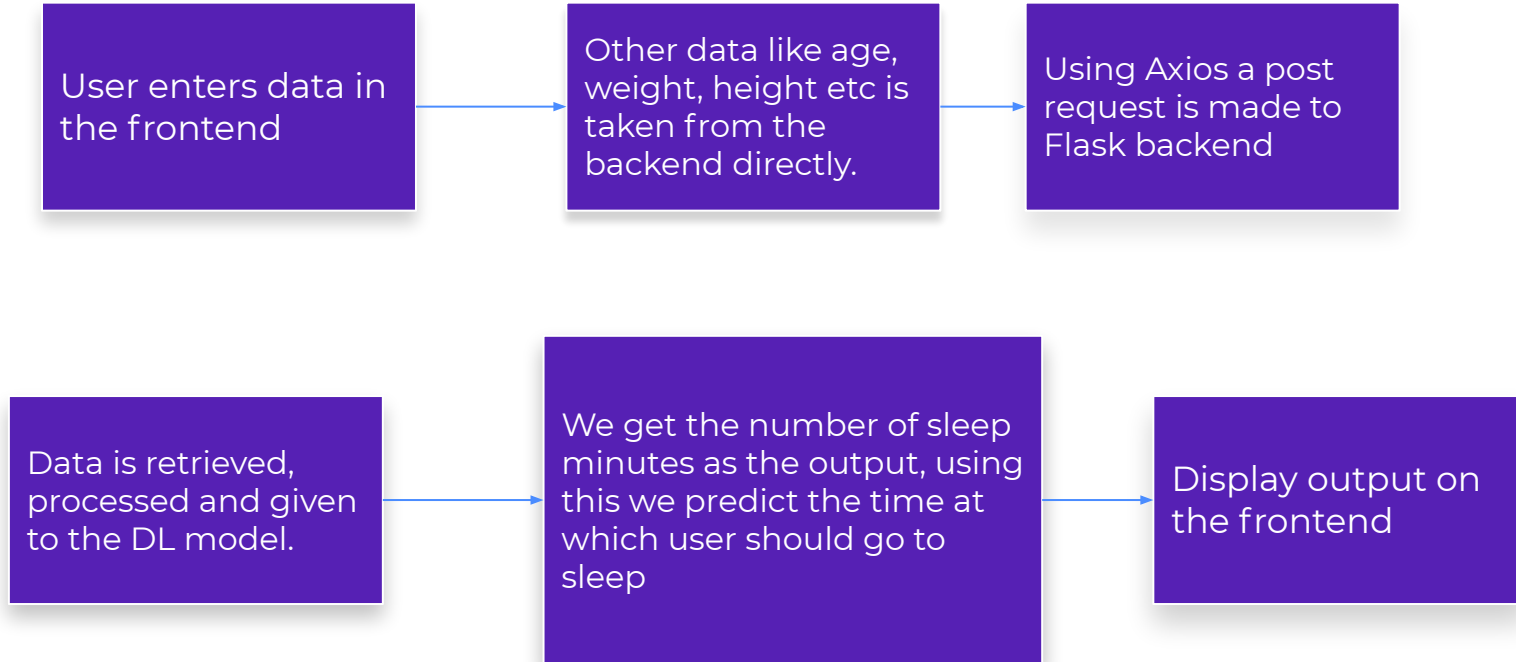 User enters data in
the frontend
Other data like age,
weight, height etc is
taken from the
backend directly.
Using Axios a post
request is made to
Flask backend
Data is retrieved,
processed and given
to the DL model.
We get the number of sleep
minutes as the output, using
this we predict the time at
which user should go to
sleep
Display output on
the frontend